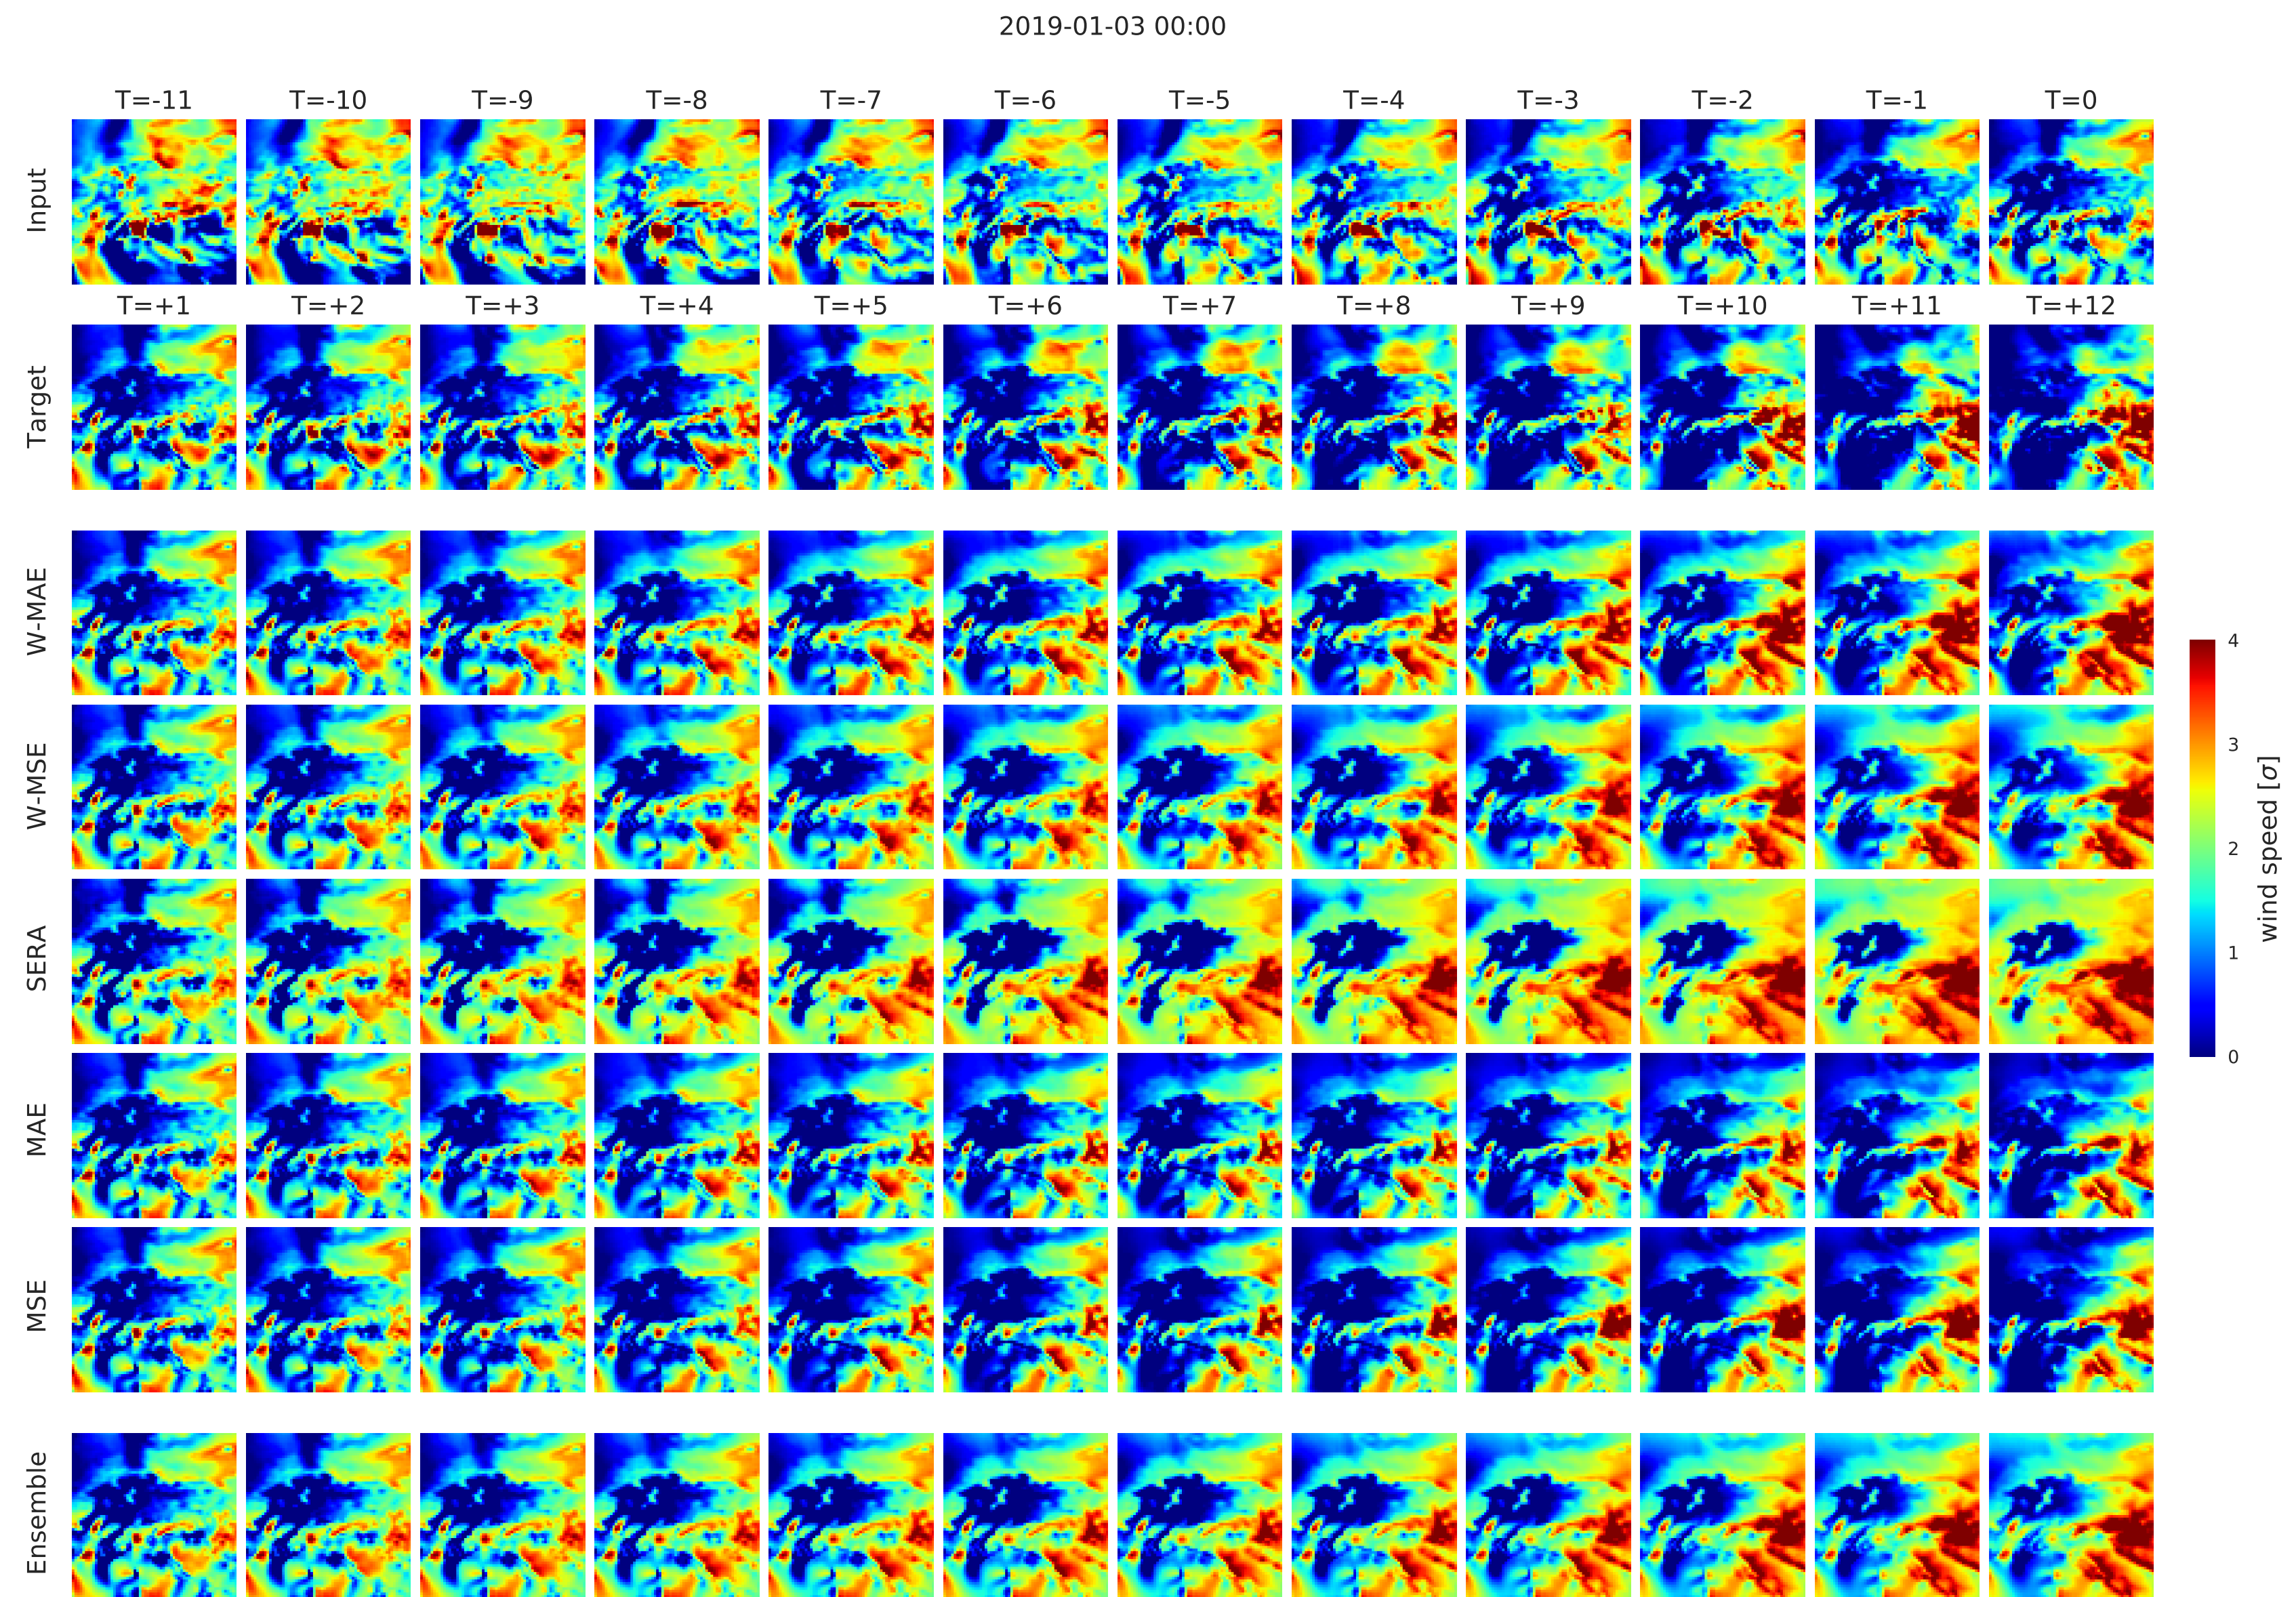 2019-01-03 00:00
T=-11 T=-10 T=-9 T=-8 T=-7 T=-6 T=-5 T=-4 T=-3 T=-2 T=-1 T=0
Input
T=+1 T=+2 T=+3 T=+4 T=+5 T=+6 T=+7 T=+8 T=+9 T=+10 T=+11 T=+12
Target
W-MAE
W-MSE
SERA
MAE
MSE
Ensemble
4
3
2
1
0
wind speed [σ]